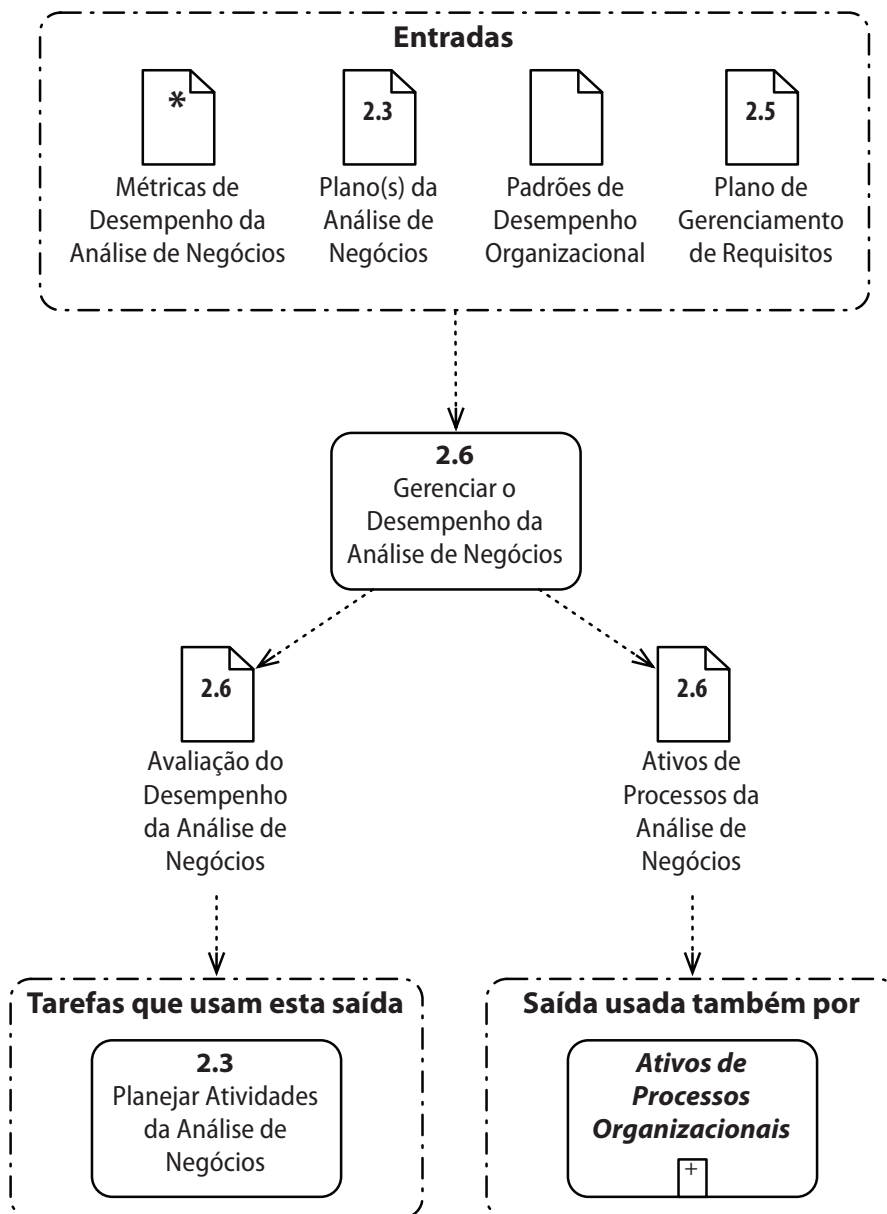 Entradas
*
Métricas de
Desempenho da
Análise de Negócios
2.3
Plano(s) da
Análise de
Negócios
Padrões de
Desempenho
Organizacional
2.5
Plano de
Gerenciamento
de Requisitos
2.6
Gerenciar o
Desempenho da
Análise de Negócios
2.6
Avaliação do
Desempenho
da Análise de
Negócios
2.6
Ativos de
Processos da
Análise de
Negócios
Tarefas que usam esta saída
2.3
Planejar Atividades
da Análise de
Negócios
Saída usada também por
Ativos de
Processos
Organizacionais
+